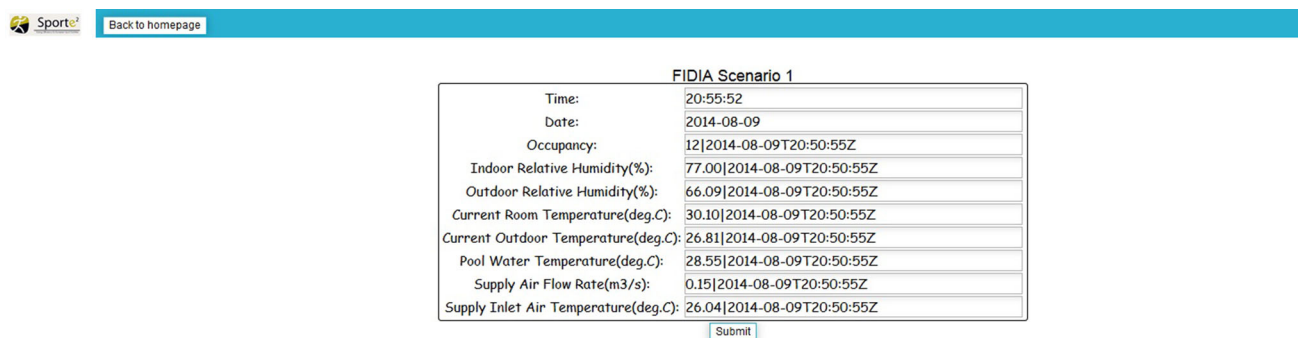 Sporte²
Back to homepage
FIDIA Scenario 1
Time: 20:55:52
Date: 2014-08-09
Occupancy: 12|2014-08-09T20:50:55Z
Indoor Relative Humidity(%): 77.00|2014-08-09T20:50:55Z
Outdoor Relative Humidity(%): 66.09|2014-08-09T20:50:55Z
Current Room Temperature(deg.C): 30.10|2014-08-09T20:50:55Z
Current Outdoor Temperature(deg.C): 26.81|2014-08-09T20:50:55Z
Pool Water Temperature(deg.C): 28.55|2014-08-09T20:50:55Z
Supply Air Flow Rate(m3/s): 0.15|2014-08-09T20:50:55Z
Supply Inlet Air Temperature(deg.C): 26.04|2014-08-09T20:50:55Z
Submit